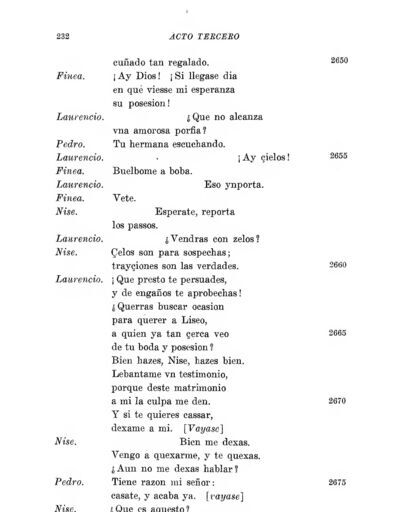 232 ACTO TERCERO
cuñado tan regalado. 2650
Finea. ¡Ay Dios! ¡Si llegase dia
en qué viesse mi esperanza
su posesion!
Laurencio. ¿Que no alcanza
vna amorosa porfia?
Pedro. Tu hermana escuchando.
Laurencio. ¡Ay çielos! 2655
Finea. Buelbome a boba.
Laurencio. Eso ynporta.
Finea. Vete.
Nise. Esperate, reporta
los passos.
Laurencio. ¿Vendras con zelos?
Nise. Çelos son para sospechas;
trayçiones son las verdades. 2660
Laurencio. ¡Que presto te persuades,
y de engaños te aprobechas!
¿Querras buscar ocasion
para querer a Liseo,
a quien ya tan çerca veo 2665
de tu boda y posesion?
Bien hazes, Nise, hazes bien.
Lebantame vn testimonio,
porque deste matrimonio
a mi la culpa me den. 2670
Y si te quieres cassar,
dexame a mi. [Vayase]
Nise. Bien me dexas.
Vengo a quexarme, y te quexas.
¿Aun no me dexas hablar?
Pedro. Tiene razon mi señor: 2675
casate, y acaba ya. [vayase]
Nise. ¿Que es aquesto?